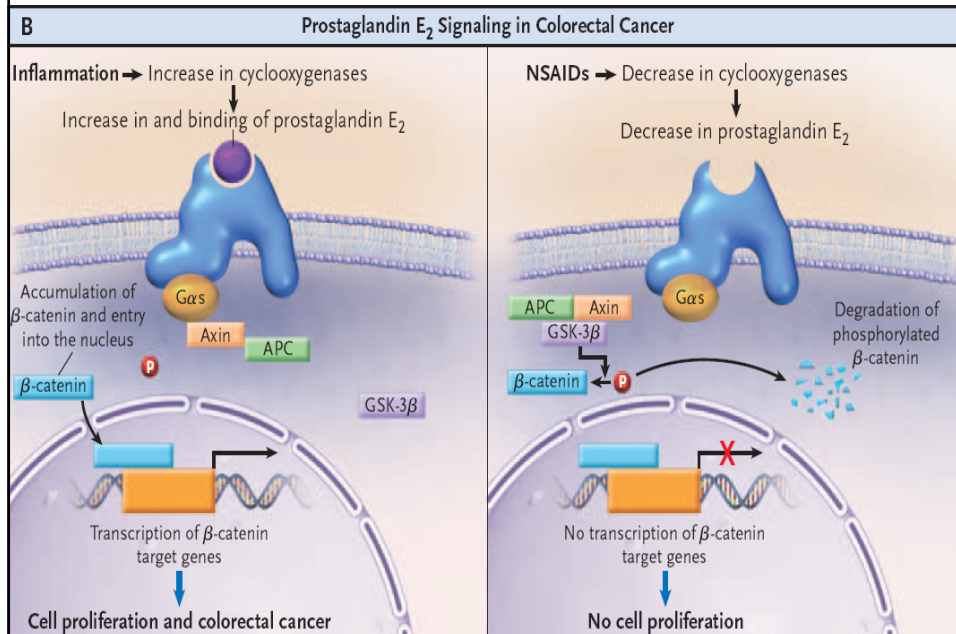 B
Prostaglandin E₂ Signaling in Colorectal Cancer
Inflammation → Increase in cyclooxygenases
Increase in and binding of prostaglandin E₂
Gαs
Axin
APC
Accumulation of
β-catenin and entry
into the nucleus
P
β-catenin
GSK-3β
Transcription of β-catenin
target genes
Cell proliferation and colorectal cancer
NSAIDs → Decrease in cyclooxygenases
Decrease in prostaglandin E₂
Gαs
APC
Axin
GSK-3β
β-catenin
P
Degradation of
phosphorylated
β-catenin
No transcription of β-catenin
target genes
No cell proliferation